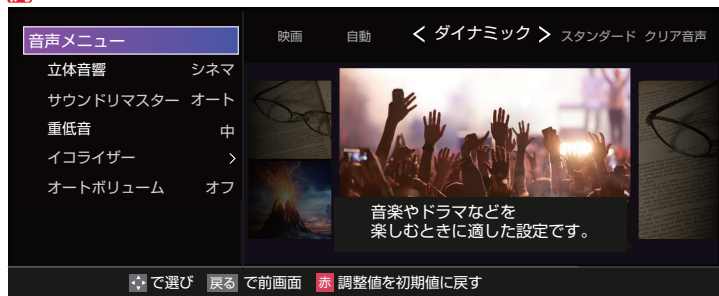 音声メニュー
映画 自動 < ダイナミック > スタンダード クリア音声
立体音響 シネマ
サウンドリマスター オート
重低音 中
イコライザー >
オートボリューム オフ
音楽やドラマなどを
楽しむときに適した設定です。
で選び 戻る で前画面 赤 調整値を初期値に戻す